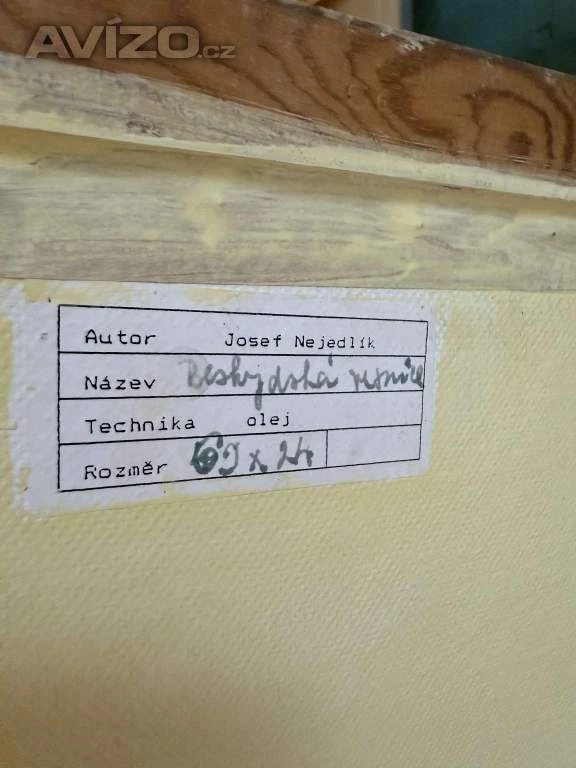 AVÍZO.cz
Autor Josef Nejedlík
Název Beskydská vesnice
Technika olej
Rozměr 69 x 24